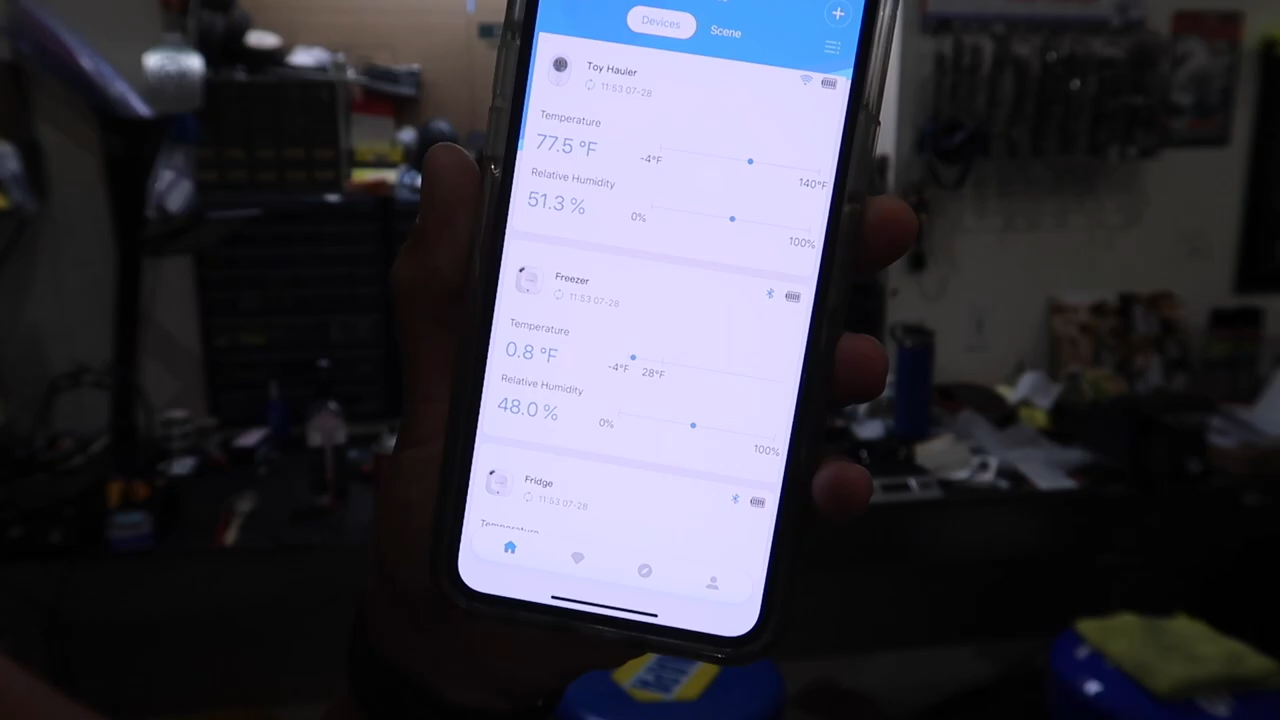 Devices
Scene
Toy Hauler
11:53 07-28
Temperature
77.5 °F
-4°F
140°F
Relative Humidity
51.3 %
0%
100%
Freezer
11:53 07-28
Temperature
0.8 °F
-4°F 28°F
Relative Humidity
48.0 %
0%
100%
Fridge
11:53 07-28
Temperature